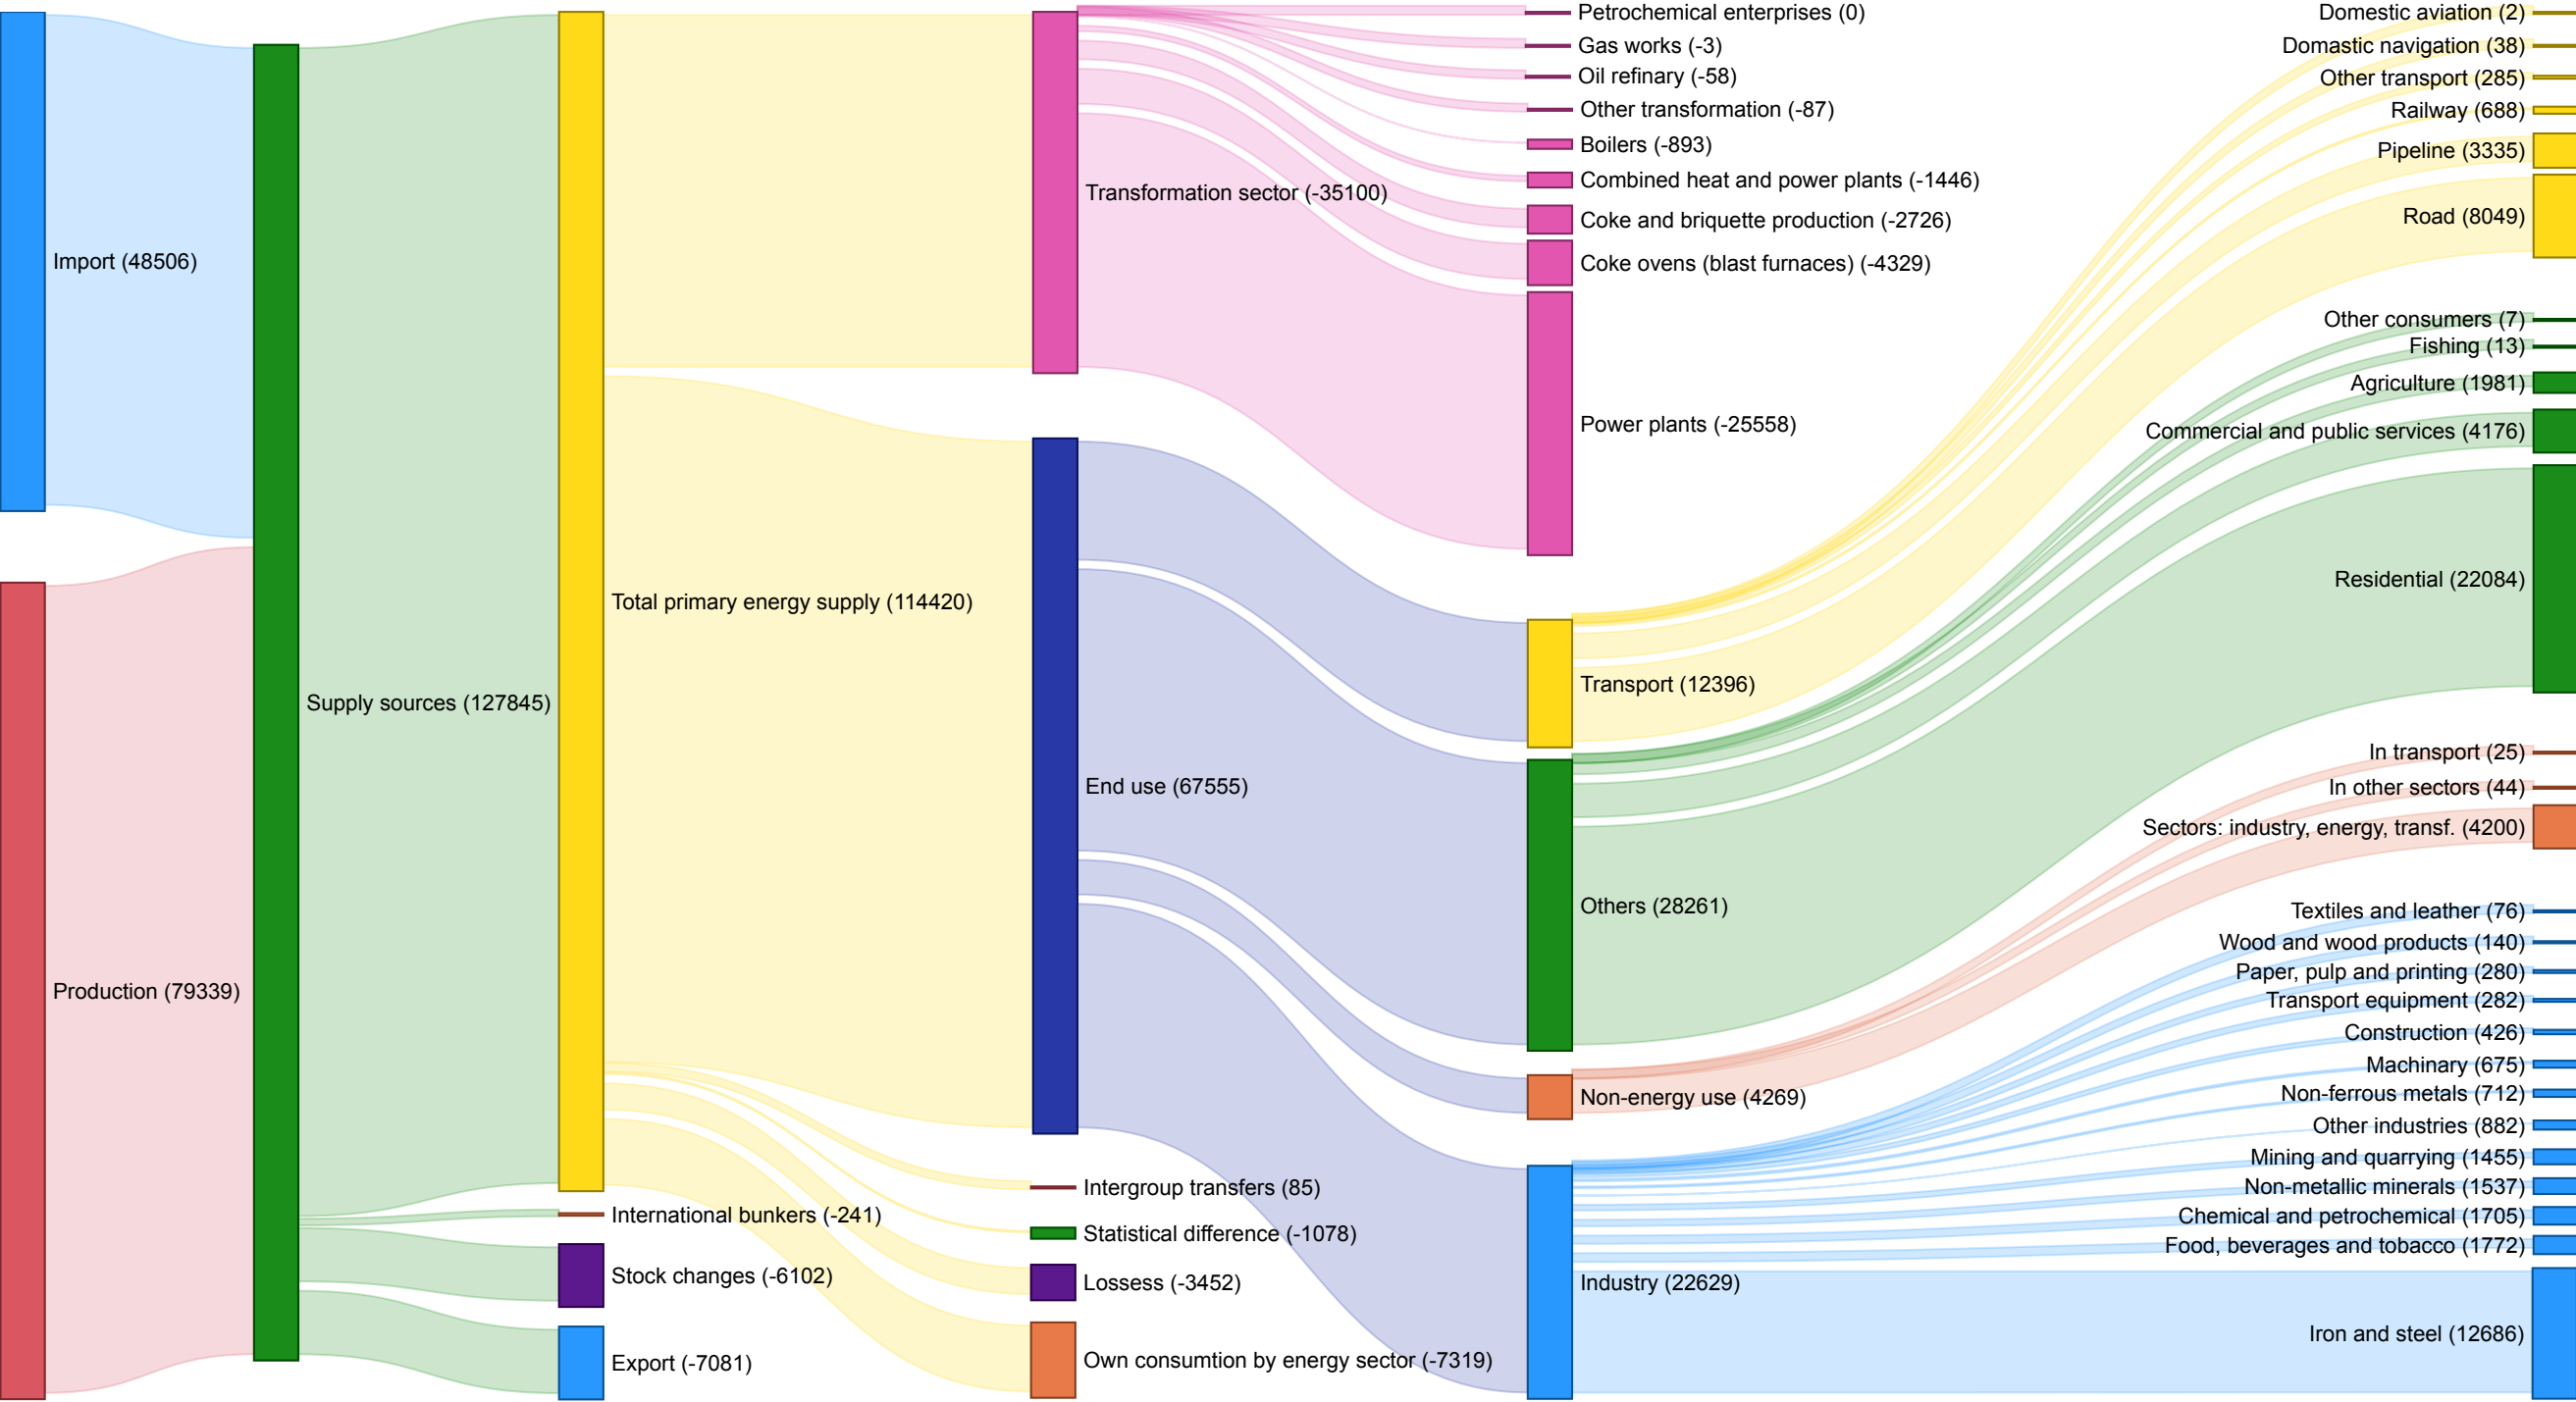 Import (48506)
Production (79339)
Supply sources (127845)
Total primary energy supply (114420)
International bunkers (-241)
Stock changes (-6102)
Export (-7081)
Transformation sector (-35100)
End use (67555)
Intergroup transfers (85)
Statistical difference (-1078)
Lossess (-3452)
Own consumtion by energy sector (-7319)
Petrochemical enterprises (0)
Gas works (-3)
Oil refinary (-58)
Other transformation (-87)
Boilers (-893)
Combined heat and power plants (-1446)
Coke and briquette production (-2726)
Coke ovens (blast furnaces) (-4329)
Power plants (-25558)
Transport (12396)
Others (28261)
Non-energy use (4269)
Industry (22629)
Domestic aviation (2)
Domastic navigation (38)
Other transport (285)
Railway (688)
Pipeline (3335)
Road (8049)
Other consumers (7)
Fishing (13)
Agriculture (1981)
Commercial and public services (4176)
Residential (22084)
In transport (25)
In other sectors (44)
Sectors: industry, energy, transf. (4200)
Textiles and leather (76)
Wood and wood products (140)
Paper, pulp and printing (280)
Transport equipment (282)
Construction (426)
Machinary (675)
Non-ferrous metals (712)
Other industries (882)
Mining and quarrying (1455)
Non-metallic minerals (1537)
Chemical and petrochemical (1705)
Food, beverages and tobacco (1772)
Iron and steel (12686)